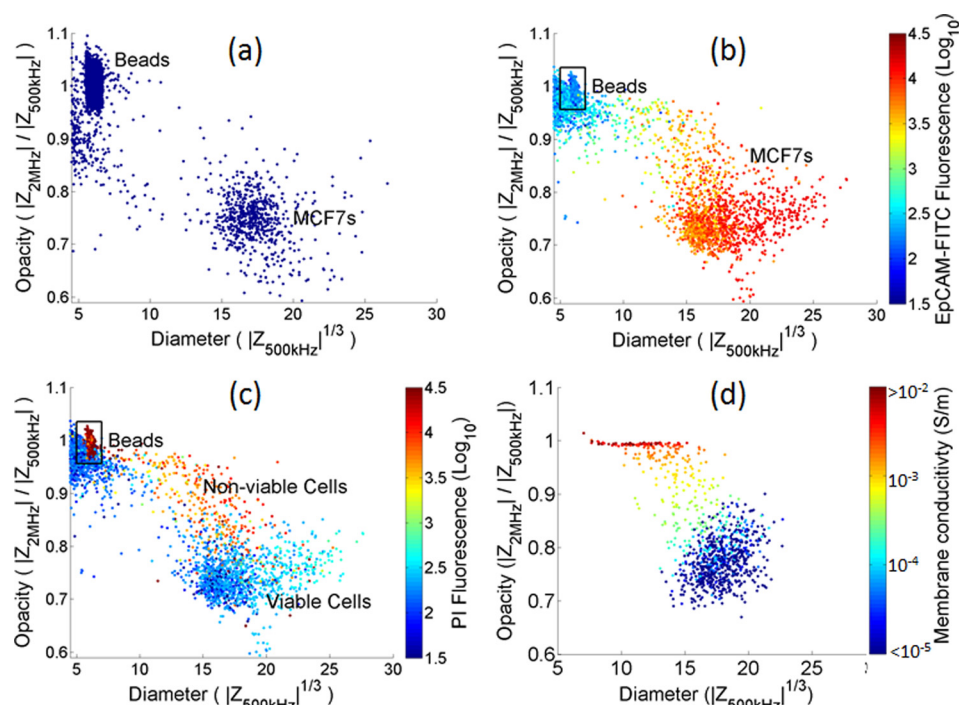 (a)
Beads
MCF7s
1.1
1
0.9
0.8
0.7
0.6
Opacity ( |Z2MHz| / |Z500kHz| )
5 10 15 20 25 30
Diameter ( |Z500kHz|1/3 )
(b)
Beads
MCF7s
1.1
1
0.9
0.8
0.7
0.6
Opacity ( |Z2MHz| / |Z500kHz| )
5 10 15 20 25 30
Diameter ( |Z500kHz|1/3 )
4.5
4
3.5
3
2.5
2
1.5
EpCAM-FITC Fluorescence (Log10)
(c)
Beads
Non-viable Cells
Viable Cells
1.1
1
0.9
0.8
0.7
0.6
Opacity ( |Z2MHz| / |Z500kHz| )
5 10 15 20 25 30
Diameter ( |Z500kHz|1/3 )
4.5
4
3.5
3
2.5
2
1.5
PI Fluorescence (Log10)
(d)
1.1
1
0.9
0.8
0.7
0.6
Opacity (|Z2MHz| / |Z500kHz|)
5 10 15 20 25
Diameter (|Z500kHz|1/3)
>10-2
10-3
10-4
<10-5
Membrane conductivity (S/m)